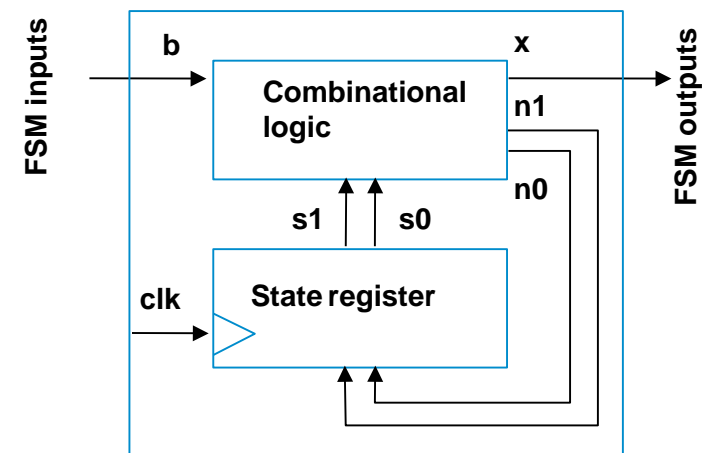 FSM inputs
b
Combinational
logic
x
n1
n0
FSM outputs
s1
s0
clk
State register